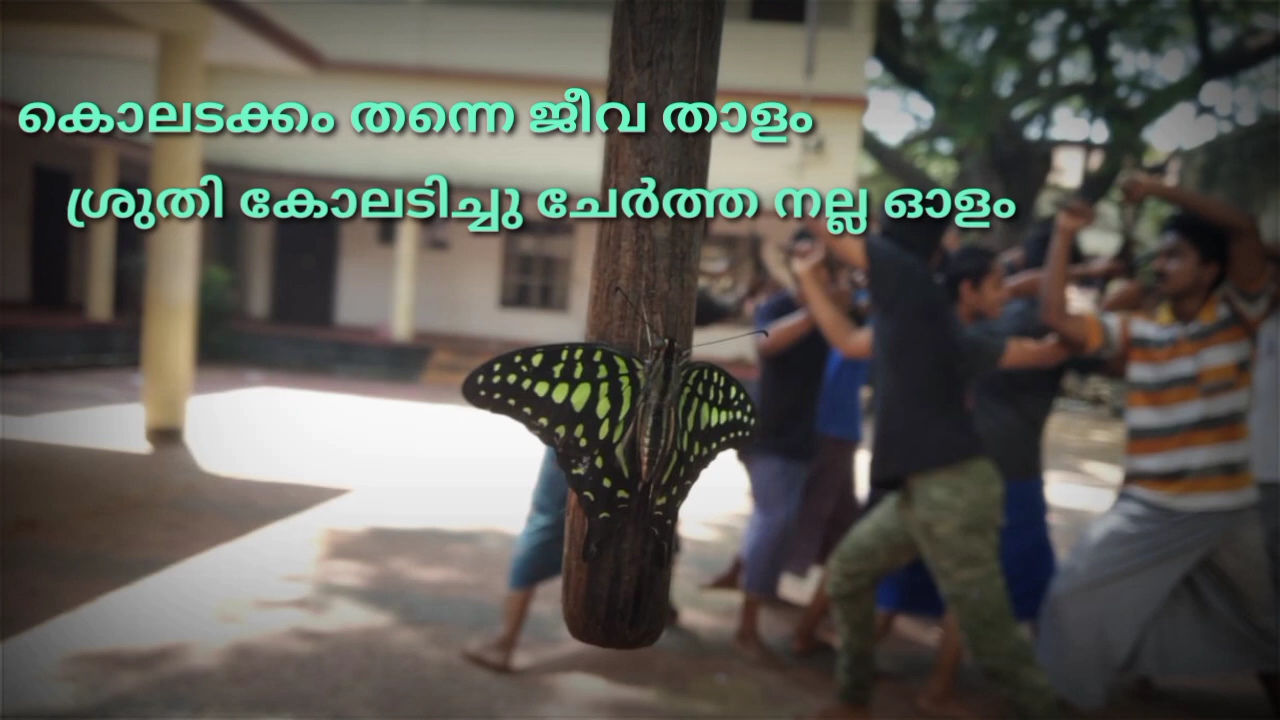 കൊലടക്കം തന്നെ ജീവ താളം
ശ്രുതി കോലടിച്ചു ചേർത്ത നല്ല ഓളം